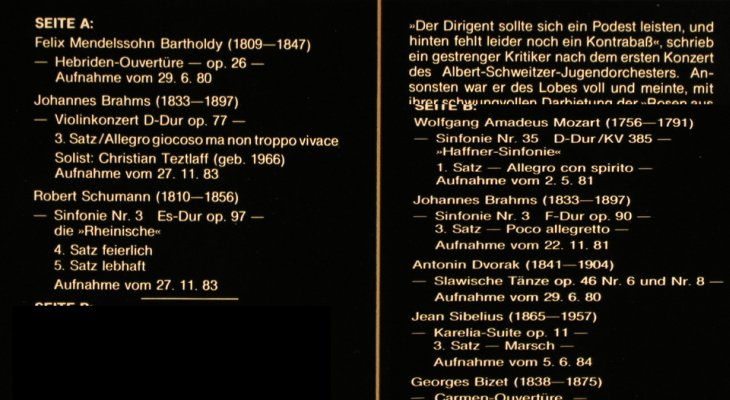 SEITE A:
Felix Mendelssohn Bartholdy (1809—1847)
— Hebriden-Ouvertüre — op. 26 —
Aufnahme vom 29. 6. 80
Johannes Brahms (1833—1897)
— Violinkonzert D-Dur op. 77 —
3. Satz/Allegro giocoso ma non troppo vivace
Solist: Christian Teztlaff (geb. 1966)
Aufnahme vom 27. 11. 83
Robert Schumann (1810—1856)
— Sinfonie Nr. 3 Es-Dur op. 97 —
die »Rheinische«
4. Satz feierlich
5. Satz lebhaft
Aufnahme vom 27. 11. 83
SEITE B:
»Der Dirigent sollte sich ein Podest leisten, und
hinten fehlt leider noch ein Kontrabaß«, schrieb
ein gestrenger Kritiker nach dem ersten Konzert
des Albert-Schweitzer-Jugendorchesters. An-
sonsten war er des Lobes voll und meinte, mit
ihrer schwungvollen Darbietung der »Rosen aus
SEITE B:
Wolfgang Amadeus Mozart (1756—1791)
— Sinfonie Nr. 35 D-Dur/KV 385 —
»Haffner-Sinfonie«
1. Satz — Allegro con spirito —
Aufnahme vom 2. 5. 81
Johannes Brahms (1833—1897)
— Sinfonie Nr. 3 F-Dur op. 90 —
3. Satz — Poco allegretto —
Aufnahme vom 22. 11. 81
Antonin Dvorak (1841—1904)
— Slawische Tänze op. 46 Nr. 6 und Nr. 8 —
Aufnahme vom 29. 6. 80
Jean Sibelius (1865—1957)
— Karelia-Suite op. 11 —
3. Satz — Marsch —
Aufnahme vom 5. 6. 84
Georges Bizet (1838—1875)
— Carmen-Ouvertüre —